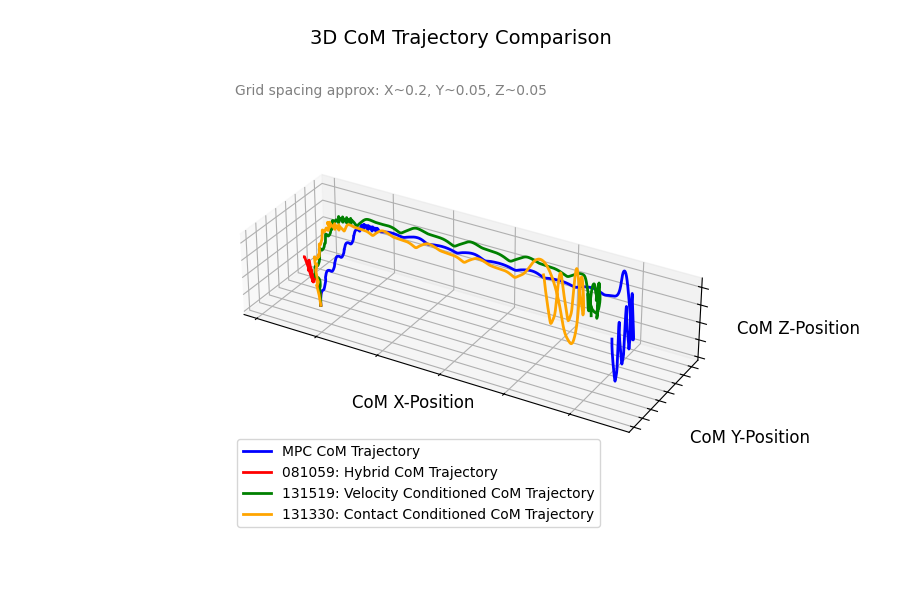 3D CoM Trajectory Comparison
Grid spacing approx: X~0.2, Y~0.05, Z~0.05
CoM Z-Position
CoM X-Position
CoM Y-Position
MPC CoM Trajectory
081059: Hybrid CoM Trajectory
131519: Velocity Conditioned CoM Trajectory
131330: Contact Conditioned CoM Trajectory